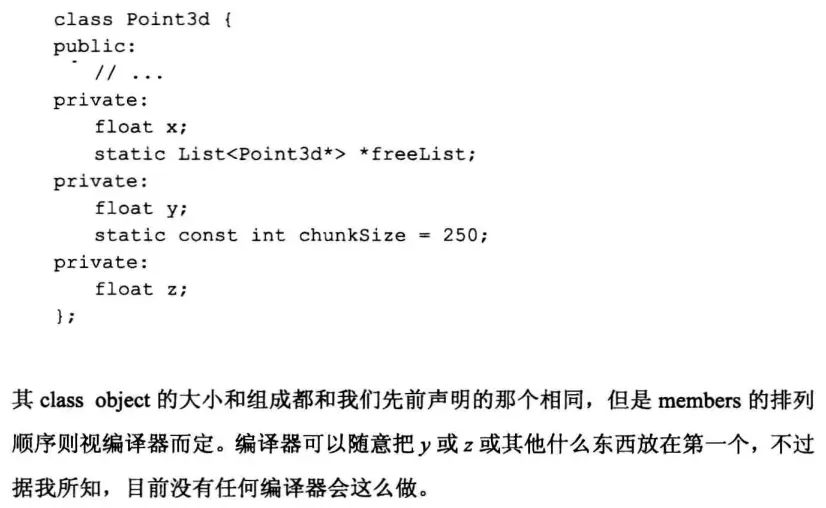 class Point3d {
public:
// ...
private:
float x;
static List<Point3d*> *freeList;
private:
float y;
static const int chunkSize = 250;
private:
float z;
};
其 class object 的大小和组成都和我们先前声明的那个相同，但是 members 的排列
顺序则视编译器而定。编译器可以随意把 y 或 z 或其他什么东西放在第一个，不过
据我所知，目前没有任何编译器会这么做。